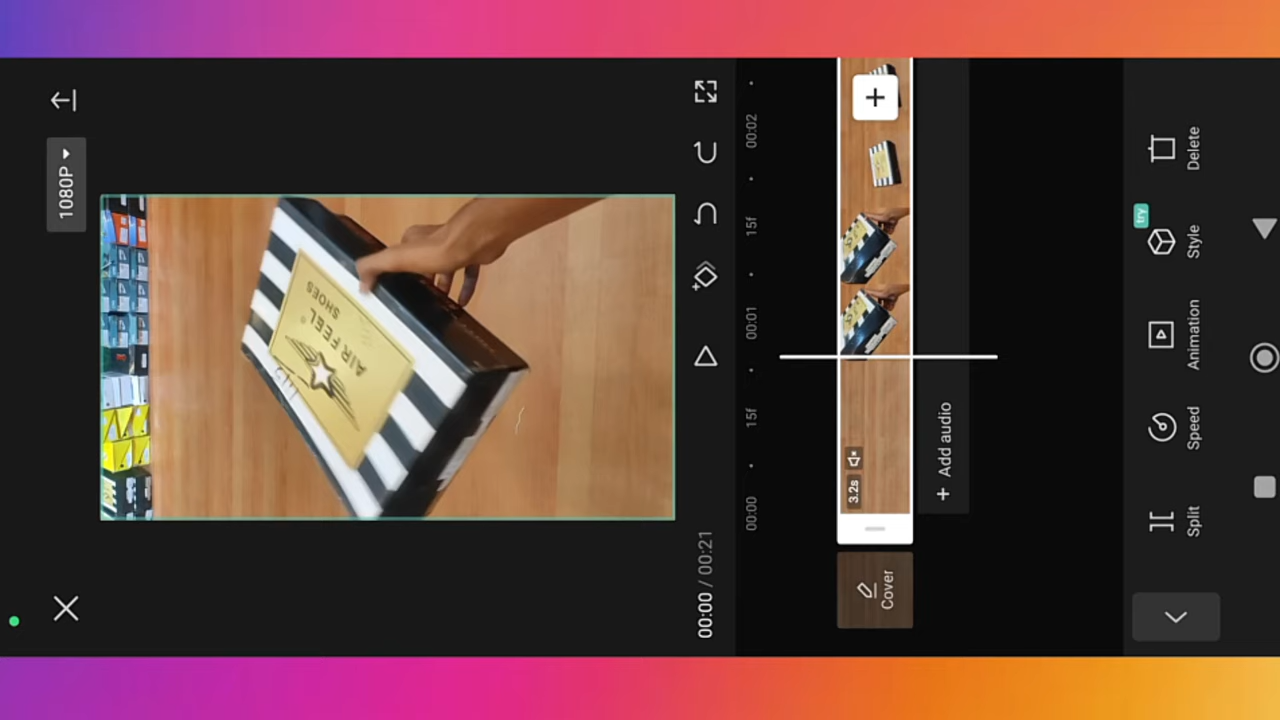 1080P
AIR FEEL
SHOES
00:00 / 00:21
00:00
15f
00:01
15f
00:02
3.2s
Cover
+ Add audio
Split
Speed
Animation
Style
try
Delete